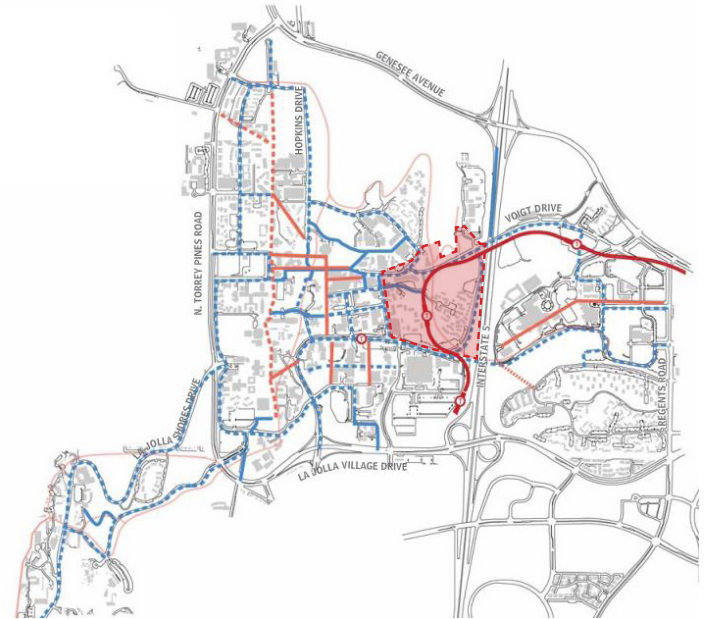 GENESEE AVENUE
HOPKINS DRIVE
VOIGT DRIVE
N. TORREY PINES ROAD
INTERSTATE 5
REGENTS ROAD
LA JOLLA SHORES DRIVE
LA JOLLA VILLAGE DRIVE